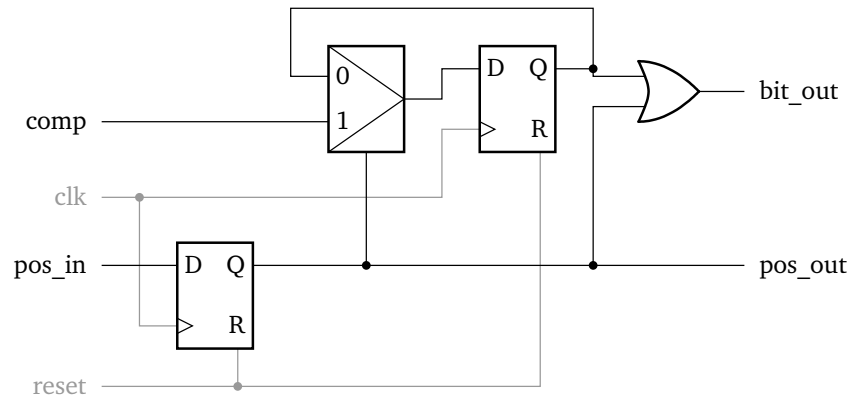 0
D Q
bit_out
comp
1
R
clk
pos_in
D Q
pos_out
R
reset